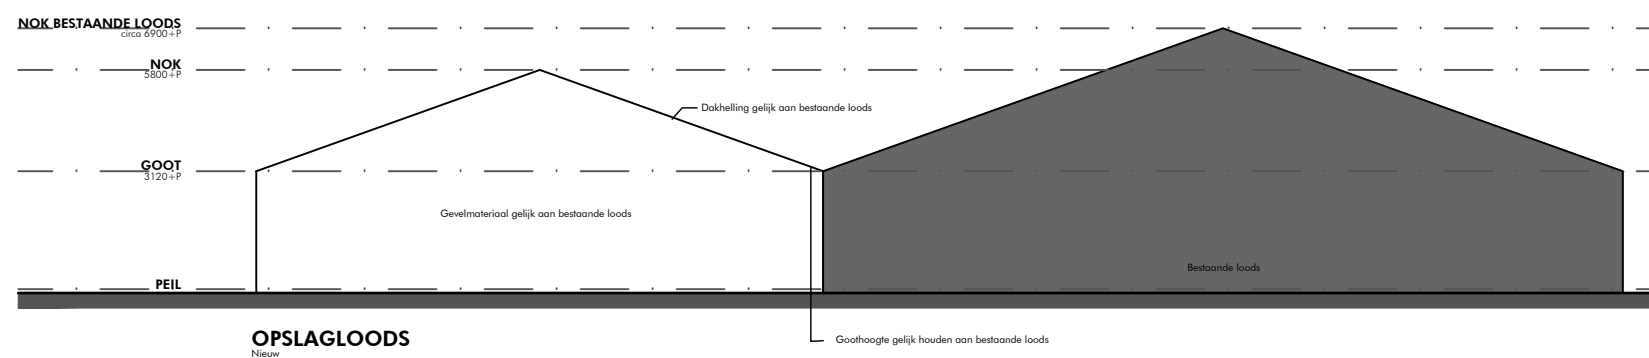 NOK BESTAANDE LOODS
circa 6900+P
NOK
5800+P
Dakhelling gelijk aan bestaande loods
GOOT
3120+P
Gevelmateriaal gelijk aan bestaande loods
Bestaande loods
PEIL
OPSLAGLOODS
Nieuw
Goothoogte gelijk houden aan bestaande loods